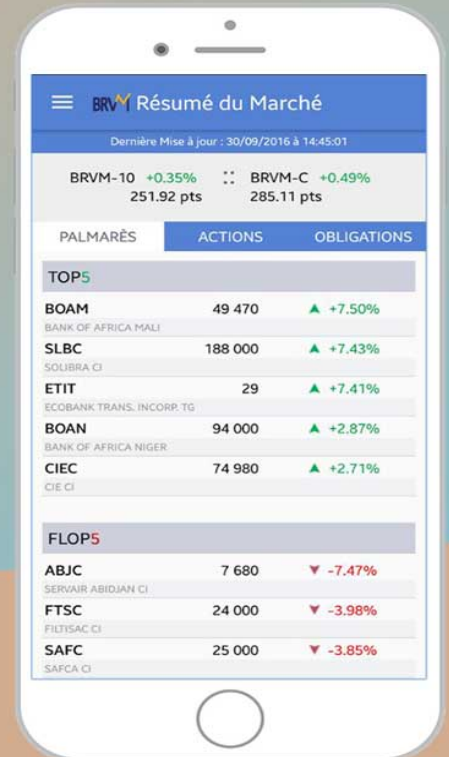 BRVM Résumé du Marché
Dernière Mise à jour : 30/09/2016 à 14:45:01
BRVM-10 +0.35% BRVM-C +0.49%
251.92 pts 285.11 pts
PALMARÈS ACTIONS OBLIGATIONS
TOP5
BOAM 49 470 +7.50%
BANK OF AFRICA MALI
SLBC 188 000 +7.43%
SOLIBRA CI
ETIT 29 +7.41%
ECOBANK TRANS. INCORP. TG
BOAN 94 000 +2.87%
BANK OF AFRICA NIGER
CIEC 74 980 +2.71%
CIE CI
FLOP5
ABJC 7 680 -7.47%
SERVAIR ABIDJAN CI
FTSC 24 000 -3.98%
FILTISAC CI
SAFC 25 000 -3.85%
SAFCA CI